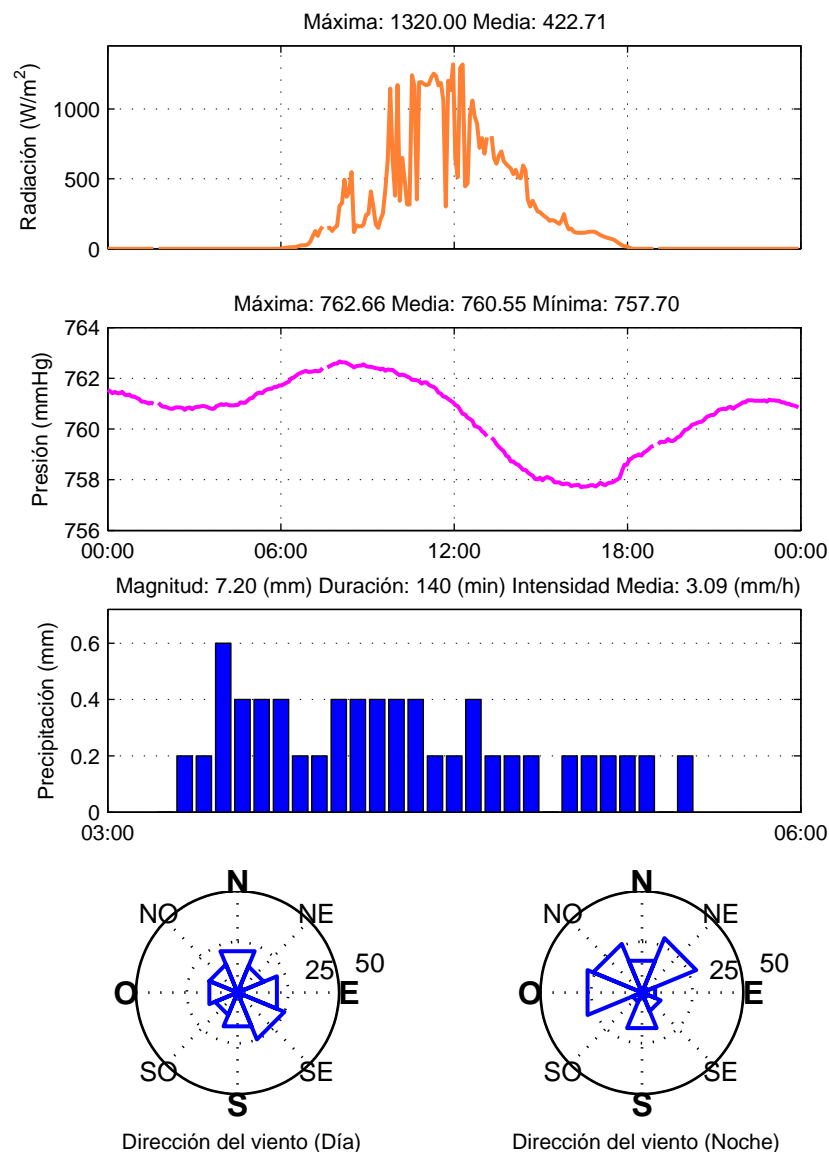 Máxima: 1320.00 Media: 422.71
Radiación (W/m²)
1000
500
0
Máxima: 762.66 Media: 760.55 Mínima: 757.70
Presión (mmHg)
764
762
760
758
756
00:00 06:00 12:00 18:00 00:00
Magnitud: 7.20 (mm) Duración: 140 (min) Intensidad Media: 3.09 (mm/h)
Precipitación (mm)
0.6
0.4
0.2
0
03:00 06:00
N
NO NE
25 50
O E
SO SE
S
Dirección del viento (Día)
N
NO NE
25 50
O E
SO SE
S
Dirección del viento (Noche)